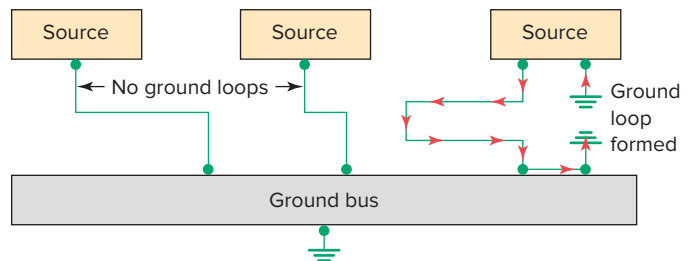 Source
Source
Source
No ground loops
Ground
loop
formed
Ground bus